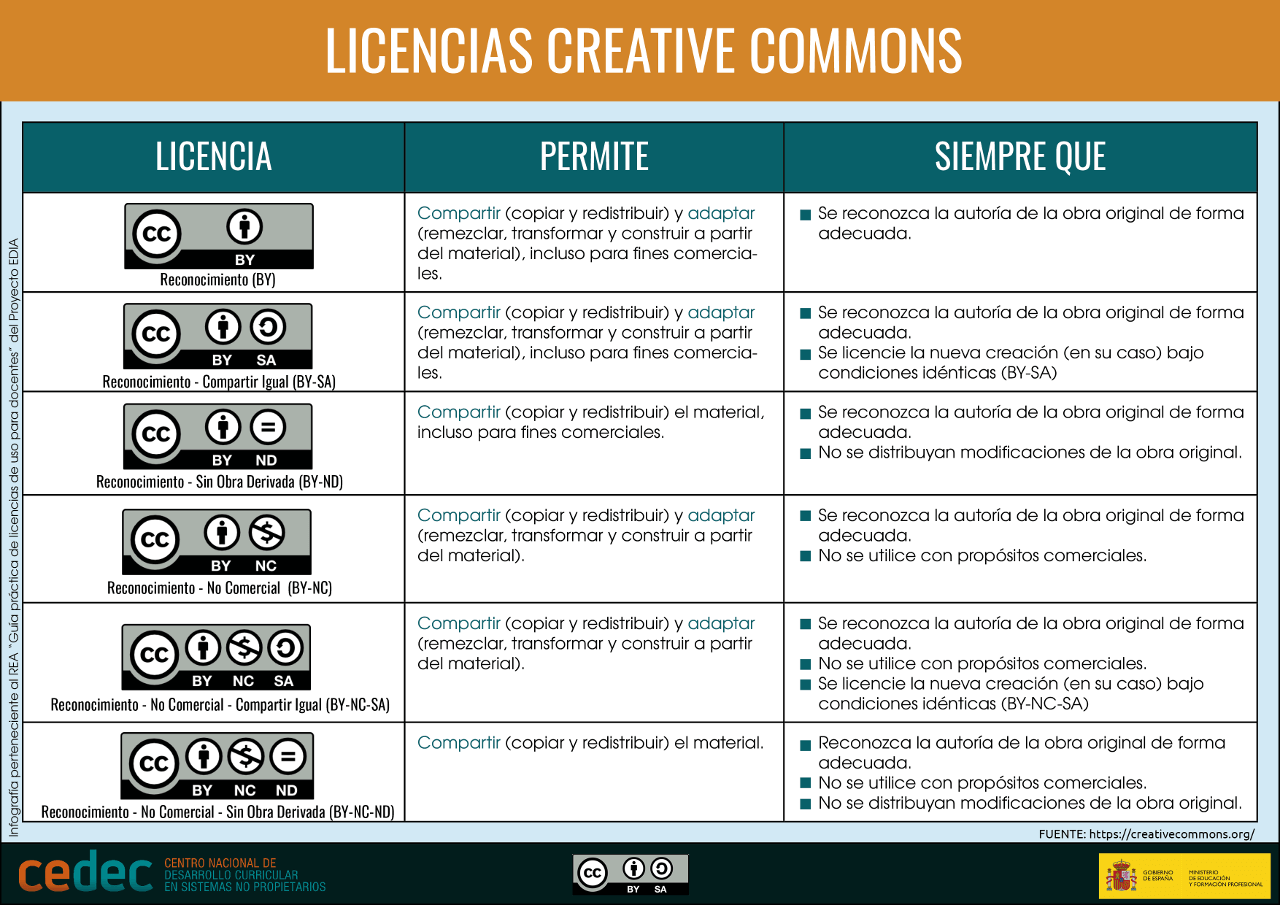 LICENCIAS CREATIVE COMMONS
LICENCIA
PERMITE
SIEMPRE QUE
cc
BY
Reconocimiento (BY)
Compartir (copiar y redistribuir) y adaptar
(remezclar, transformar y construir a partir
del material), incluso para fines comercia-
les.
Se reconozca la autoría de la obra original de forma
adecuada.
cc
BY SA
Reconocimiento - Compartir Igual (BY-SA)
Compartir (copiar y redistribuir) y adaptar
(remezclar, transformar y construir a partir
del material), incluso para fines comercia-
les.
Se reconozca la autoría de la obra original de forma
adecuada.
Se licencie la nueva creación (en su caso) bajo
condiciones idénticas (BY-SA)
cc
BY ND
Reconocimiento - Sin Obra Derivada (BY-ND)
Compartir (copiar y redistribuir) el material,
incluso para fines comerciales.
Se reconozca la autoría de la obra original de forma
adecuada.
No se distribuyan modificaciones de la obra original.
cc
BY NC
Reconocimiento - No Comercial (BY-NC)
Compartir (copiar y redistribuir) y adaptar
(remezclar, transformar y construir a partir
del material).
Se reconozca la autoría de la obra original de forma
adecuada.
No se utilice con propósitos comerciales.
cc
BY NC SA
Reconocimiento - No Comercial - Compartir Igual (BY-NC-SA)
Compartir (copiar y redistribuir) y adaptar
(remezclar, transformar y construir a partir
del material).
Se reconozca la autoría de la obra original de forma
adecuada.
No se utilice con propósitos comerciales.
Se licencie la nueva creación (en su caso) bajo
condiciones idénticas (BY-NC-SA)
cc
BY NC ND
Reconocimiento - No Comercial - Sin Obra Derivada (BY-NC-ND)
Compartir (copiar y redistribuir) el material.
Reconozca la autoría de la obra original de forma
adecuada.
No se utilice con propósitos comerciales.
No se distribuyan modificaciones de la obra original.
Infografía perteneciente al REA "Guía práctica de licencias de uso para docentes" del Proyecto EDIA
FUENTE: https://creativecommons.org/
cedec
CENTRO NACIONAL DE
DESARROLLO CURRICULAR
EN SISTEMAS NO PROPIETARIOS
cc
BY SA
GOBIERNO
DE ESPAÑA
MINISTERIO
DE EDUCACIÓN
Y FORMACIÓN PROFESIONAL